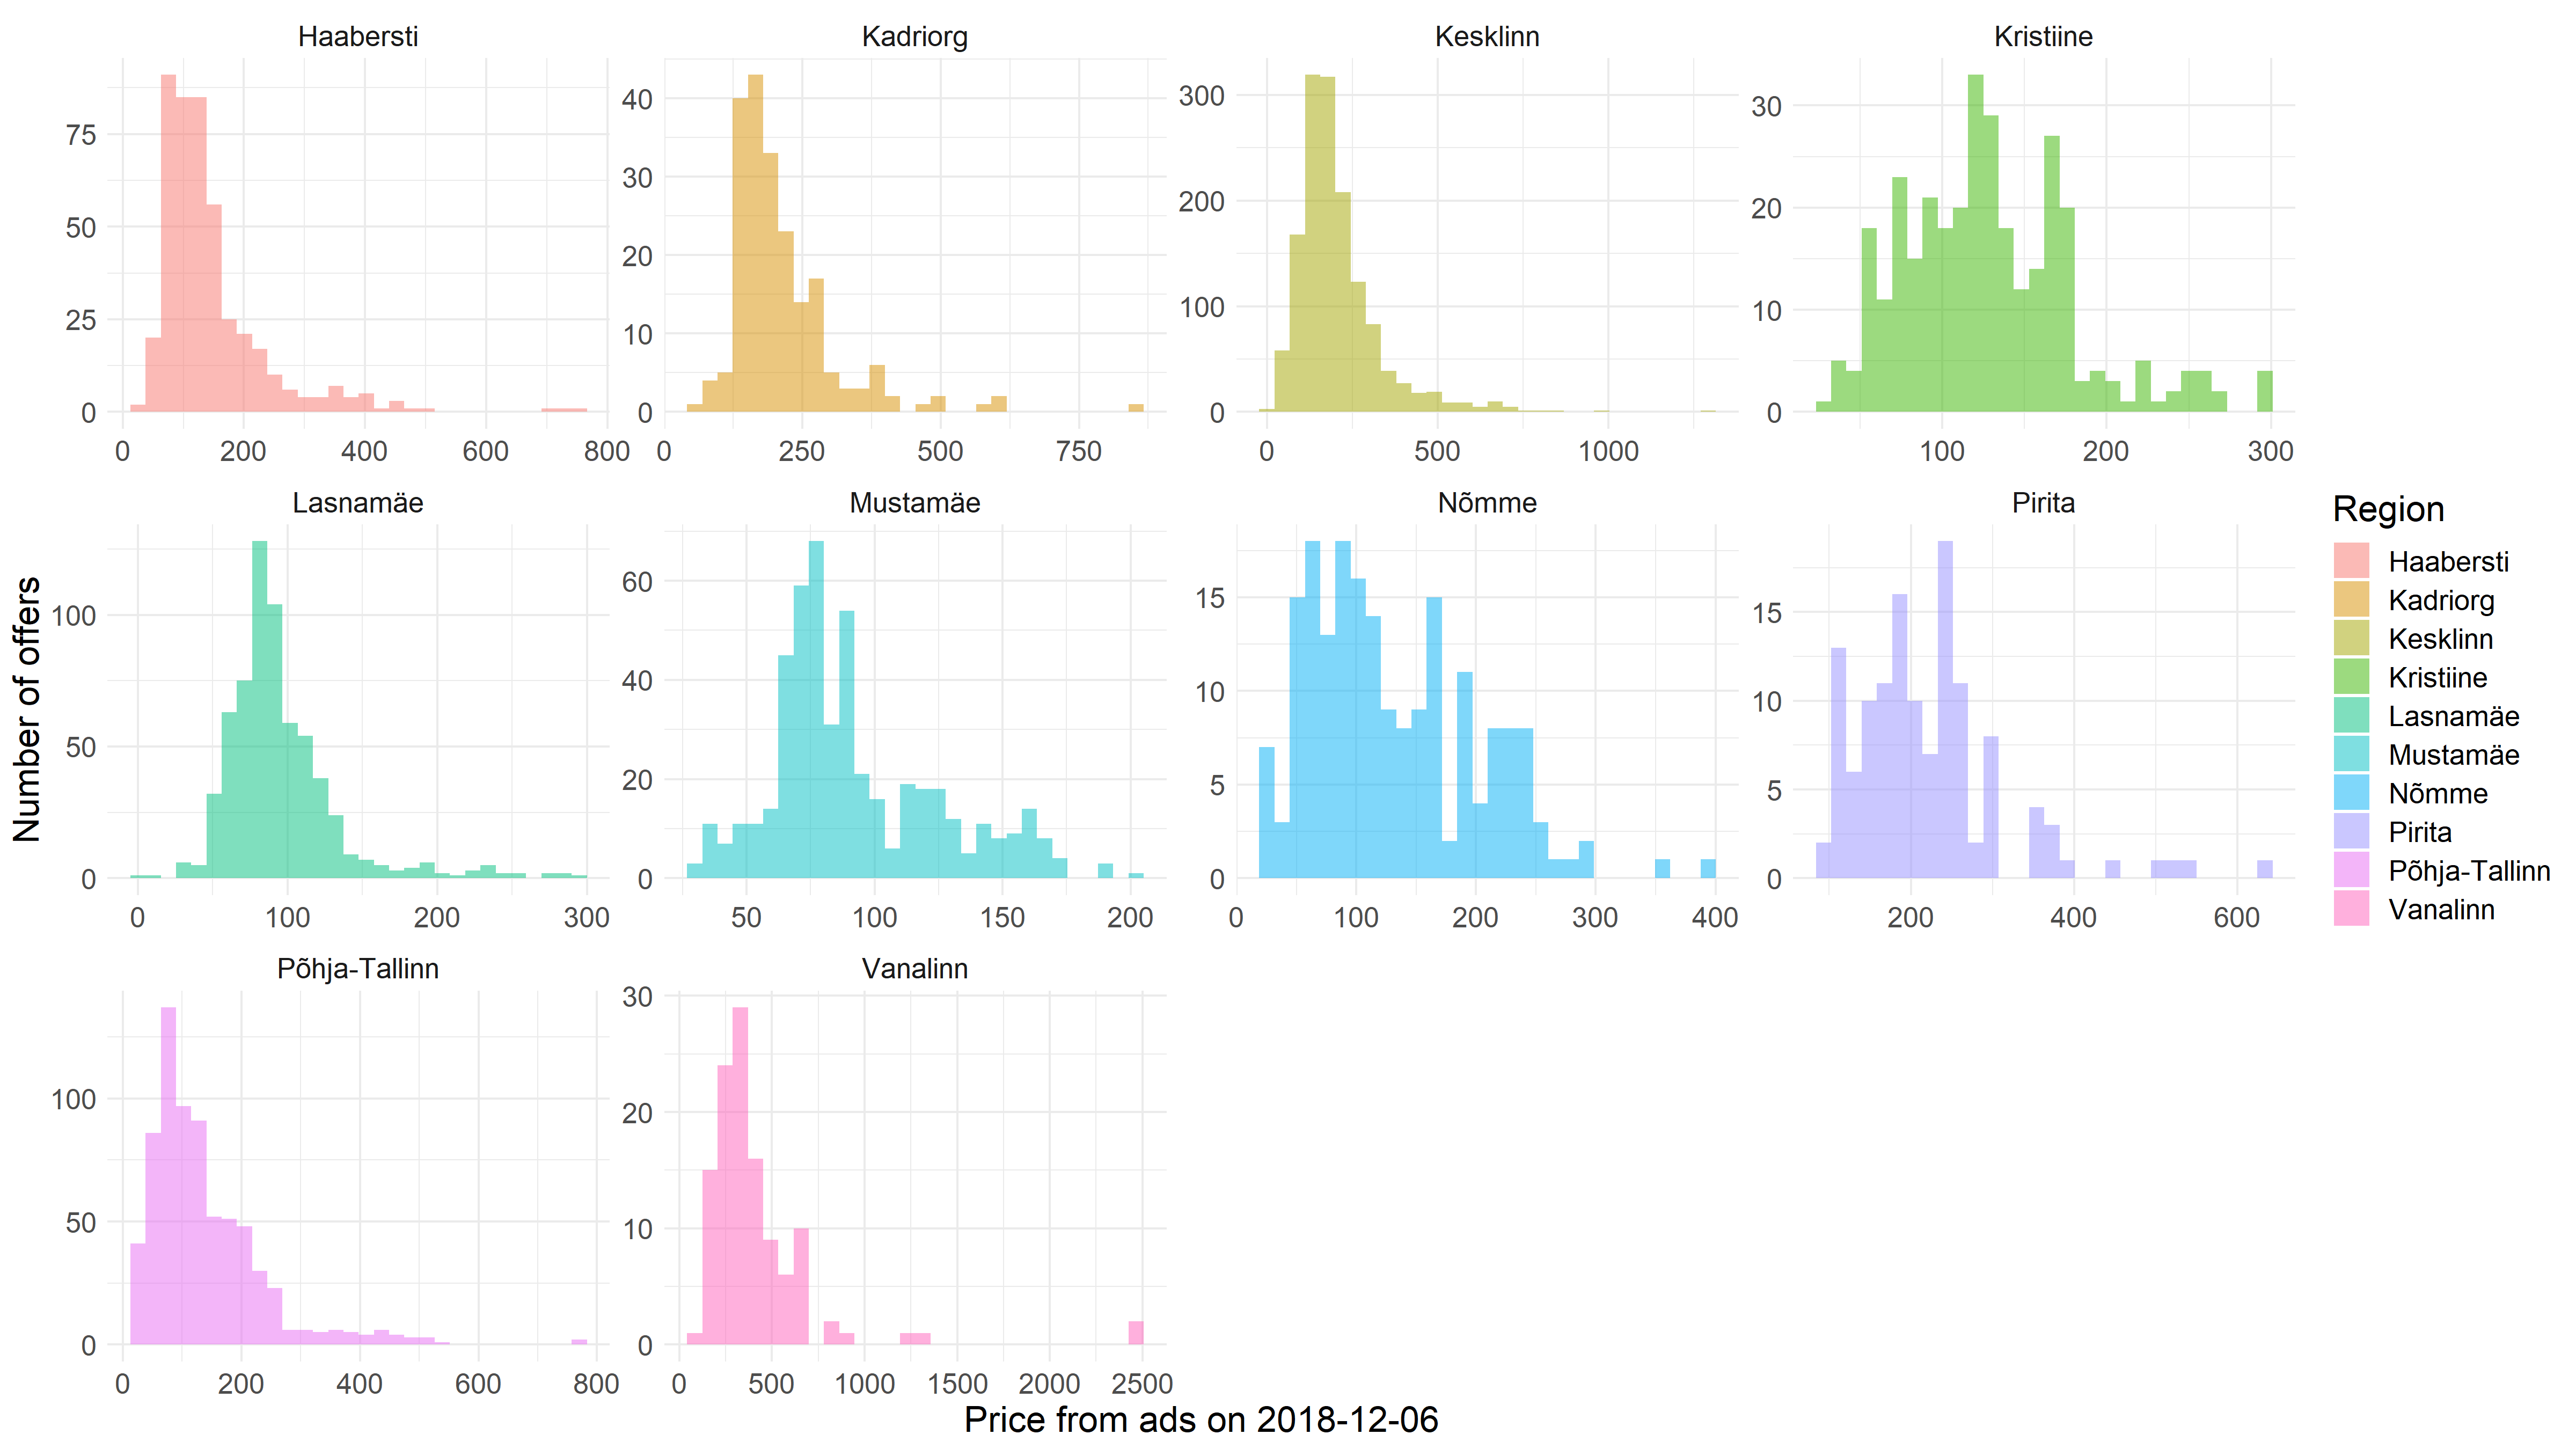 Haabersti
Kadriorg
Kesklinn
Kristiine
75
50
25
0
0 200 400 600 800
40
30
20
10
0
0 250 500 750
300
200
100
0
0 500 1000
30
20
10
0
100 200 300
Lasnamäe
Mustamäe
Nõmme
Pirita
Number of offers
100
50
0
0 100 200 300
60
40
20
0
50 100 150 200
15
10
5
0
0 100 200 300 400
15
10
5
0
200 400 600
Region
Haabersti
Kadriorg
Kesklinn
Kristiine
Lasnamäe
Mustamäe
Nõmme
Pirita
Põhja-Tallinn
Vanalinn
Põhja-Tallinn
Vanalinn
100
50
0
0 200 400 600 800
30
20
10
0
0 500 1000 1500 2000 2500
Price from ads on 2018-12-06